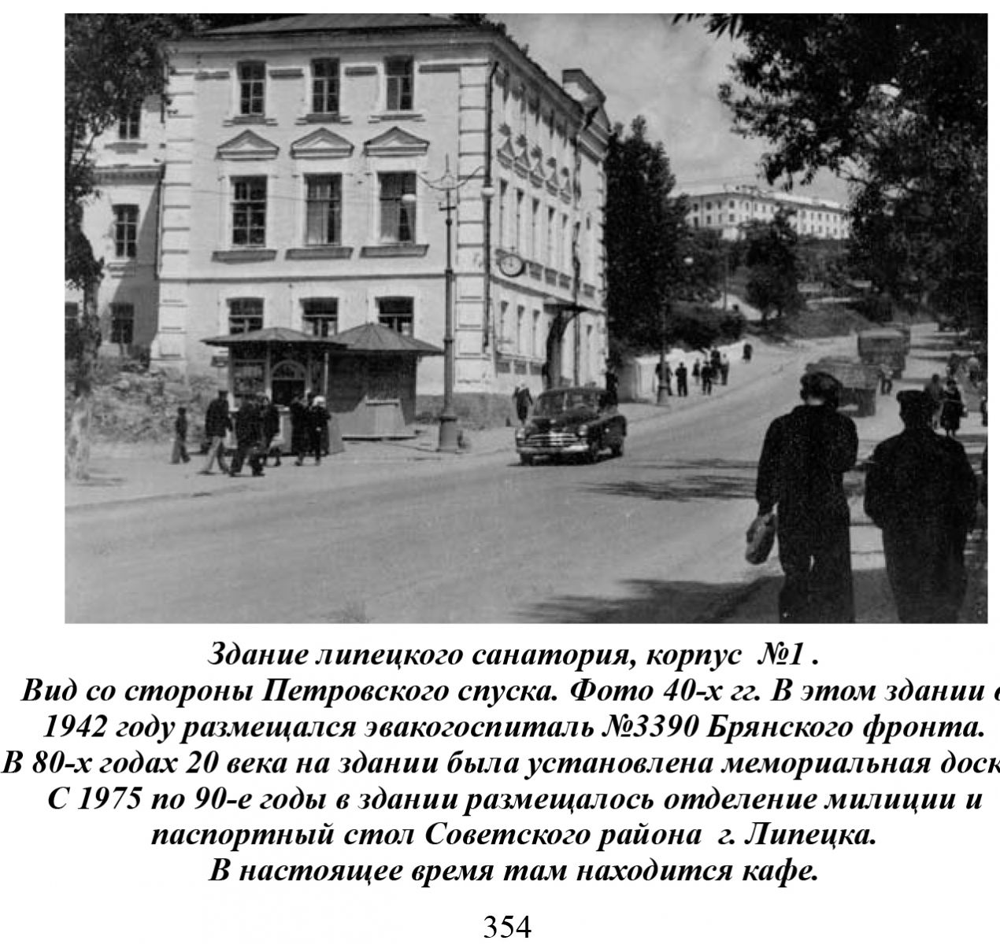 Здание липецкого санатория, корпус №1 .
Вид со стороны Петровского спуска. Фото 40-х гг. В этом здании в
1942 году размещался эвакогоспиталь №3390 Брянского фронта.
В 80-х годах 20 века на здании была установлена мемориальная доск
С 1975 по 90-е годы в здании размещалось отделение милиции и
паспортный стол Советского района г. Липецка.
В настоящее время там находится кафе.
354